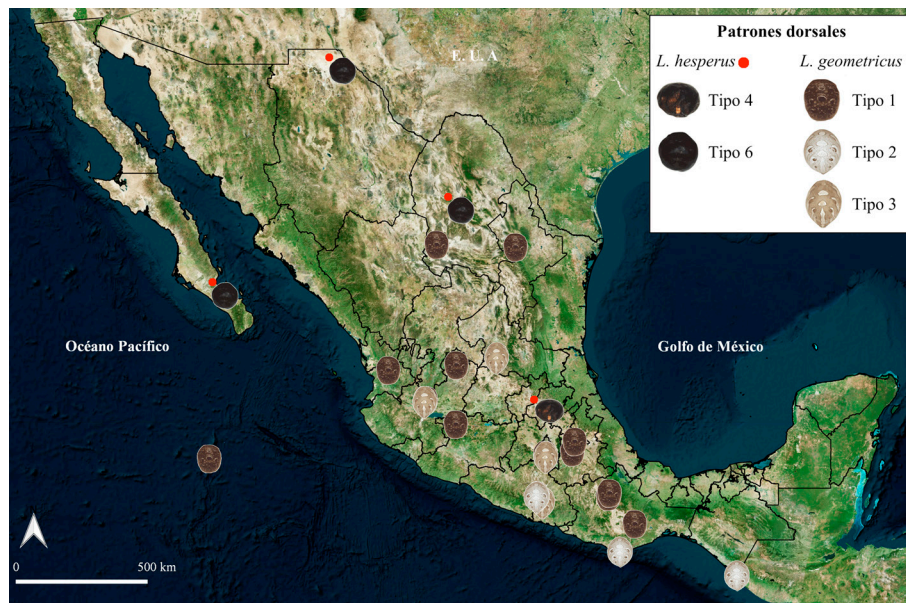 E. U. A
Patrones dorsales
L. hesperus
L. geometricus
Tipo 4
Tipo 1
Tipo 6
Tipo 2
Tipo 3
Océano Pacífico
Golfo de México
500 km